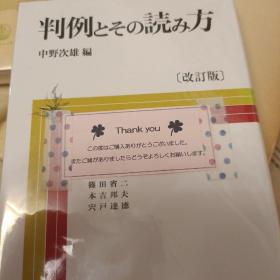 判例とその読み方
中野次雄 編
〔改訂版〕
Thank you
この度はご購入ありがとうございました。
またご縁がありましたらどうぞよろしくお願いします。
篠田省二
本吉邦夫
宍戸達徳